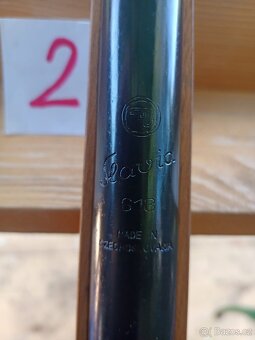 2
Slavia
618
MADE IN
CZECHOSLOVAKIA
bazos.cz